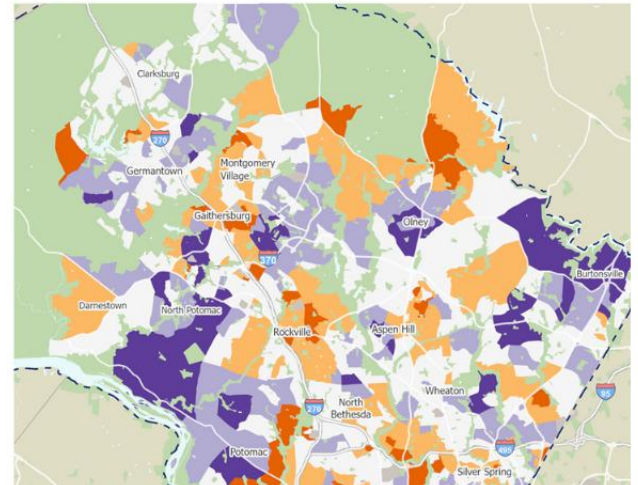 Clarksburg
270
Germantown
Montgomery
Village
Gaithersburg
Olney
370
Burtonsville
Darnestown
North Potomac
Rockville
Aspen Hill
Wheaton
95
North
Bethesda
270
Potomac
495
Silver Spring